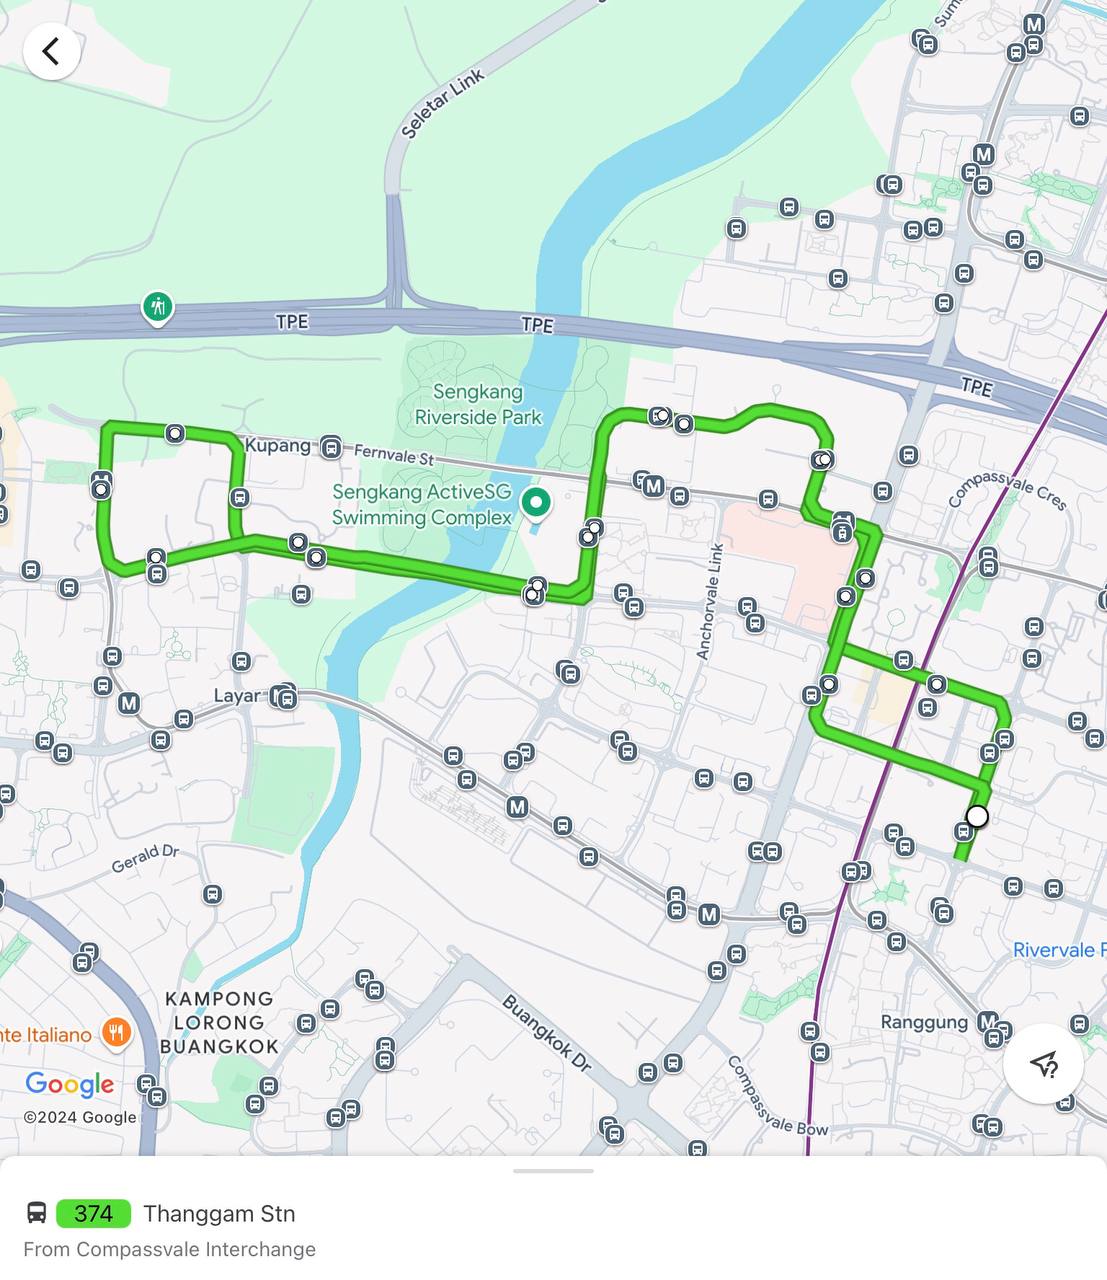 Seletar Link
TPE
TPE
TPE
Sengkang
Riverside Park
Kupang
Fernvale St
Sengkang ActiveSG
Swimming Complex
Compassvale Cres
Anchorvale Link
Layar
Gerald Dr
Rivervale
KAMPONG
LORONG
BUANGKOK
Buangkok Dr
Ranggung
Italiano
Compassvale Bow
Google
©2024 Google
374 Thanggam Stn
From Compassvale Interchange